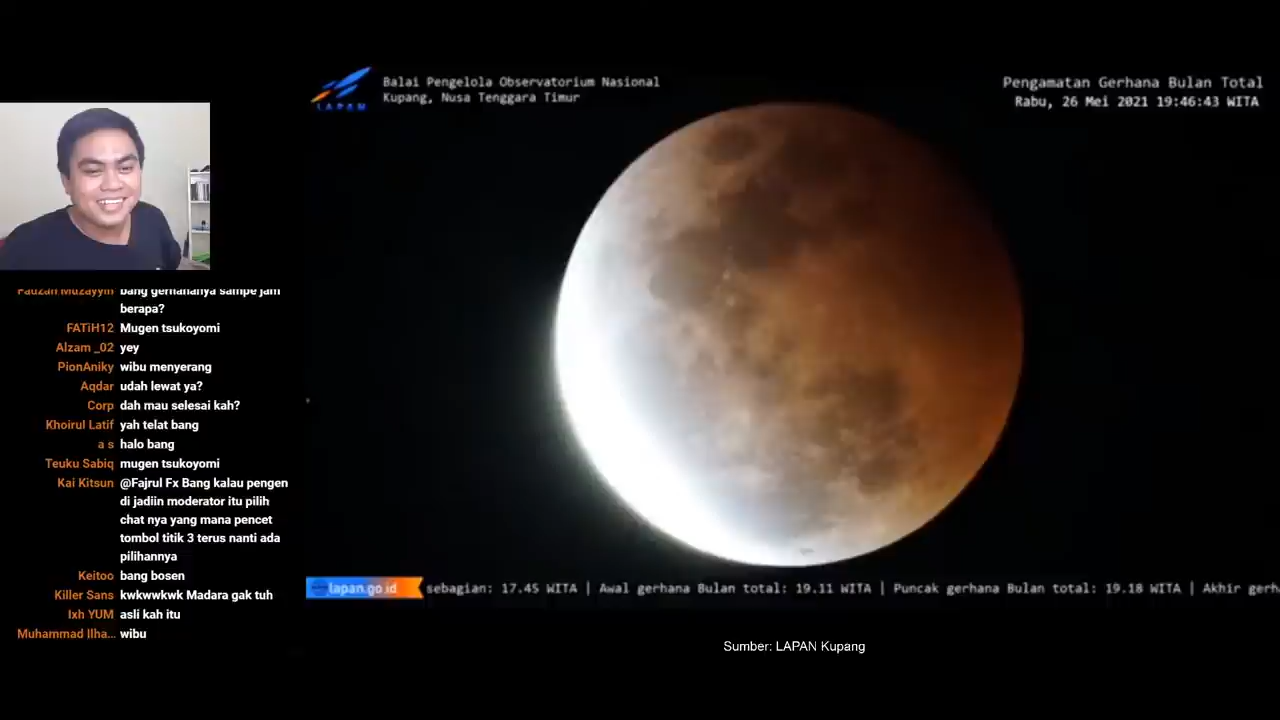 LAPAN
Balai Pengelola Observatorium Nasional
Kupang, Nusa Tenggara Timur
Pengamatan Gerhana Bulan Total
Rabu, 26 Mei 2021 19:46:43 WITA
Fauzan Muzayyin bang gerhananya sampe jam
berapa?
FATiH12 Mugen tsukoyomi
Alzam _02 yey
PionAniky wibu menyerang
Aqdar udah lewat ya?
Corp dah mau selesai kah?
Khoirul Latif yah telat bang
a s halo bang
Teuku Sabiq mugen tsukoyomi
Kai Kitsun @Fajrul Fx Bang kalau pengen
di jadiin moderator itu pilih
chat nya yang mana pencet
tombol titik 3 terus nanti ada
pilihannya
Keitoo bang bosen
Killer Sans kwkwwkwk Madara gak tuh
Ixh YUM asli kah itu
Muhammad Ilha... wibu
lapan.go.id sebagian: 17.45 WITA | Awal gerhana Bulan total: 19.11 WITA | Puncak gerhana Bulan total: 19.18 WITA | Akhir gerh
Sumber: LAPAN Kupang